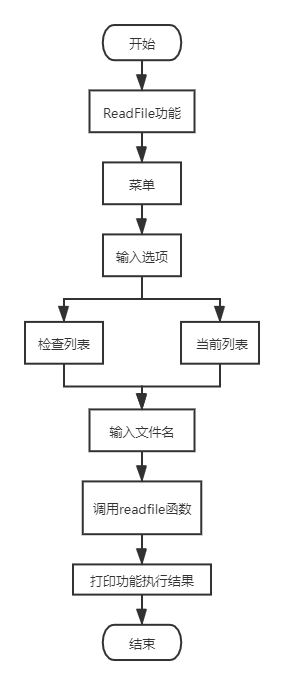 开始
ReadFile功能
菜单
输入选项
检查列表
当前列表
输入文件名
调用readfile函数
打印功能执行结果
结束